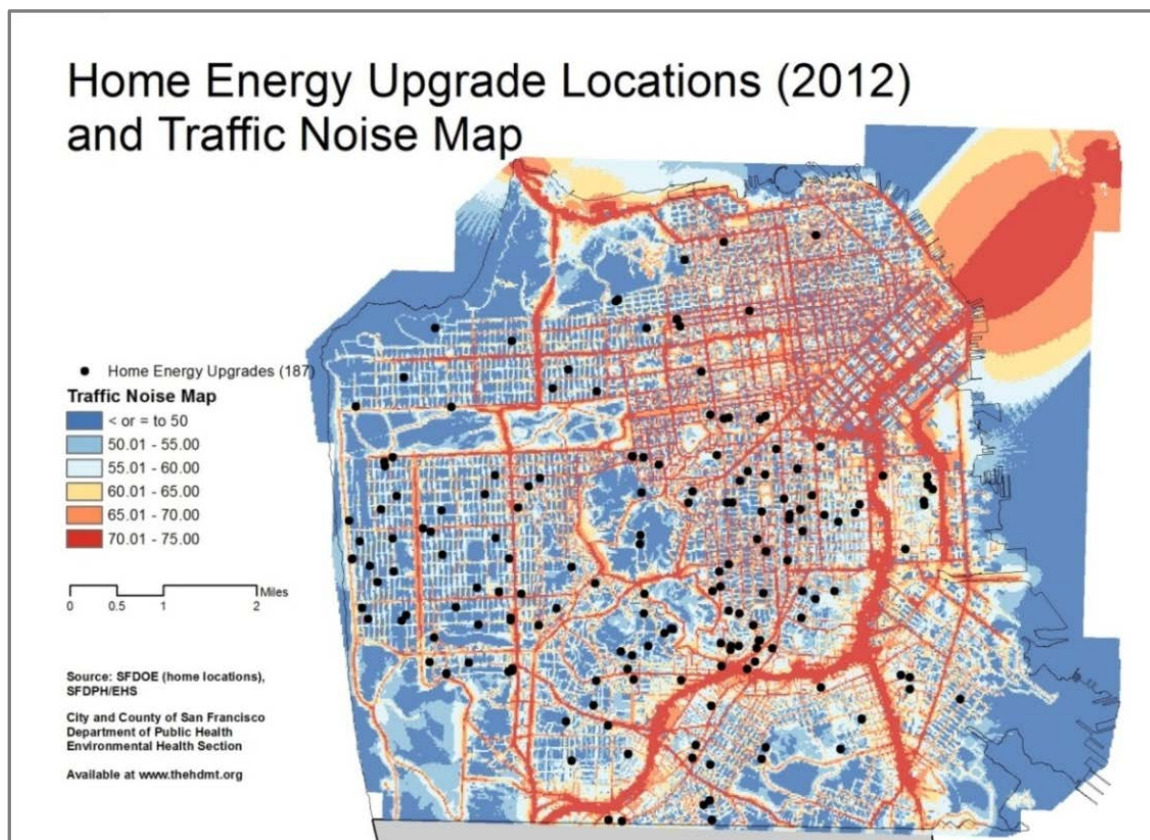 Home Energy Upgrade Locations (2012)
and Traffic Noise Map
Home Energy Upgrades (187)
Traffic Noise Map
< or = to 50
50.01 - 55.00
55.01 - 60.00
60.01 - 65.00
65.01 - 70.00
70.01 - 75.00
Miles
0 0.5 1 2
Source: SFDOE (home locations),
SFDPH/EHS
City and County of San Francisco
Department of Public Health
Environmental Health Section
Available at www.thehdmt.org